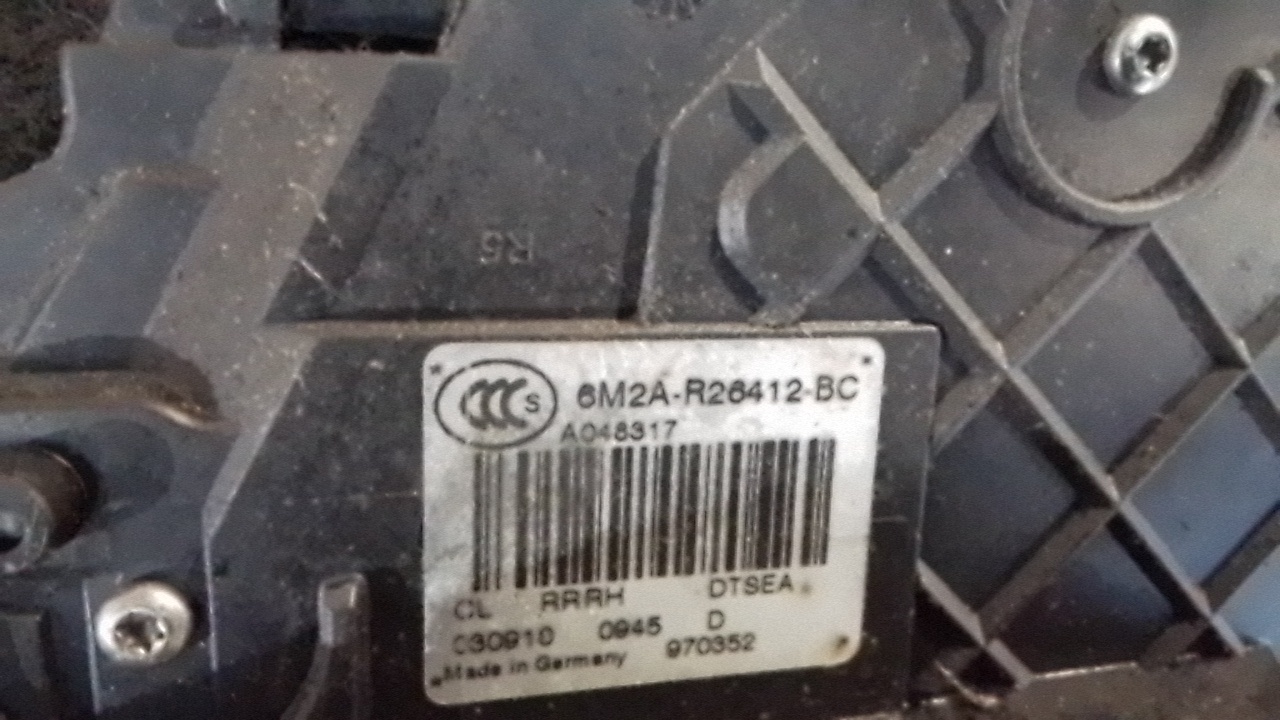 R5
CCC S 6M2A-R26412-BC
A048317
CL RRRH DTSEA
030910 0945 D
Made in Germany 970352